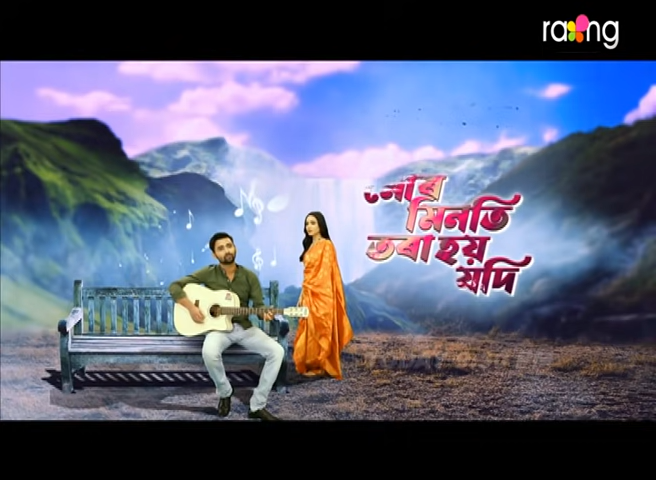 rang
মোৰ
মিনতি
তৰা হয়
যদি